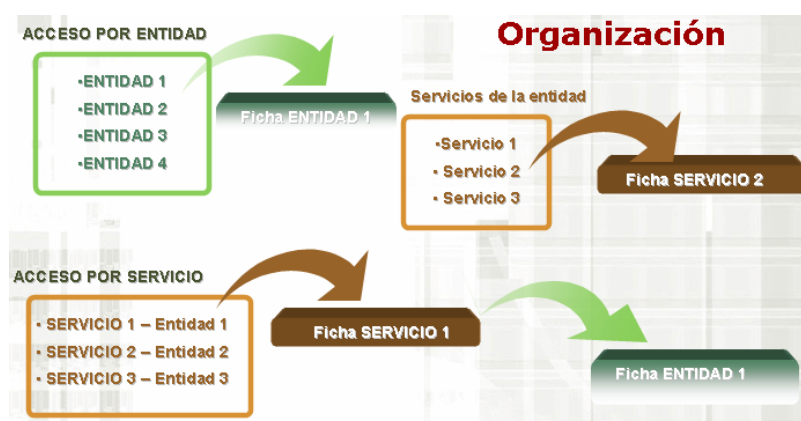 Organización
ACCESO POR ENTIDAD
•ENTIDAD 1
•ENTIDAD 2
•ENTIDAD 3
•ENTIDAD 4
Ficha ENTIDAD 1
Servicios de la entidad
•Servicio 1
• Servicio 2
• Servicio 3
Ficha SERVICIO 2
ACCESO POR SERVICIO
• SERVICIO 1 – Entidad 1
• SERVICIO 2 – Entidad 2
• SERVICIO 3 – Entidad 3
Ficha SERVICIO 1
Ficha ENTIDAD 1